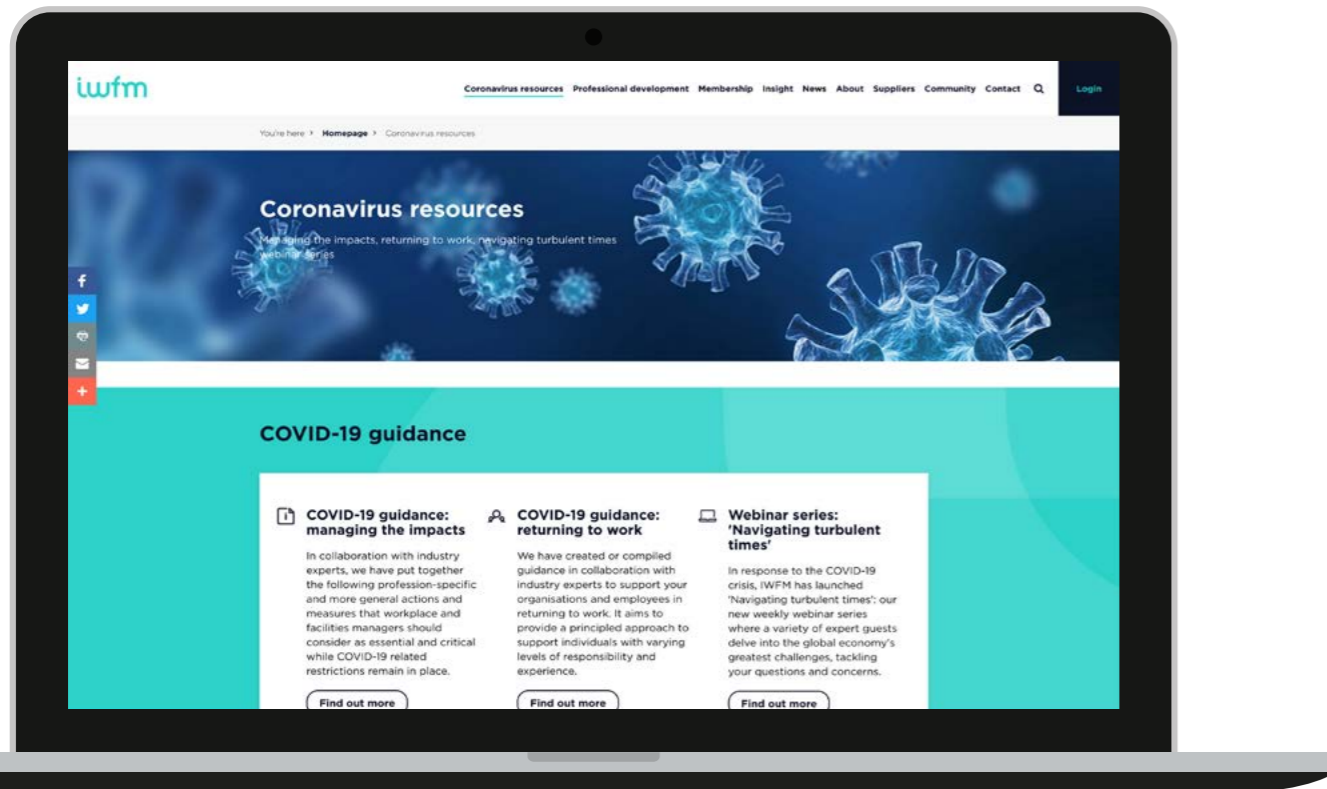 iwfm
Coronavirus resources Professional development Membership Insight News About Suppliers Community Contact Login
You're here › Homepage › Coronavirus resources
Coronavirus resources
Managing the impacts, returning to work, navigating turbulent times
webinar series
COVID-19 guidance
COVID-19 guidance:
managing the impacts
In collaboration with industry
experts, we have put together
the following profession-specific
and more general actions and
measures that workplace and
facilities managers should
consider as essential and critical
while COVID-19 related
restrictions remain in place.
Find out more
COVID-19 guidance:
returning to work
We have created or compiled
guidance in collaboration with
industry experts to support your
organisations and employees in
returning to work. It aims to
provide a principled approach to
support individuals with varying
levels of responsibility and
experience.
Find out more
Webinar series:
'Navigating turbulent
times'
In response to the COVID-19
crisis, IWFM has launched
'Navigating turbulent times': our
new weekly webinar series
where a variety of expert guests
delve into the global economy's
greatest challenges, tackling
your questions and concerns.
Find out more